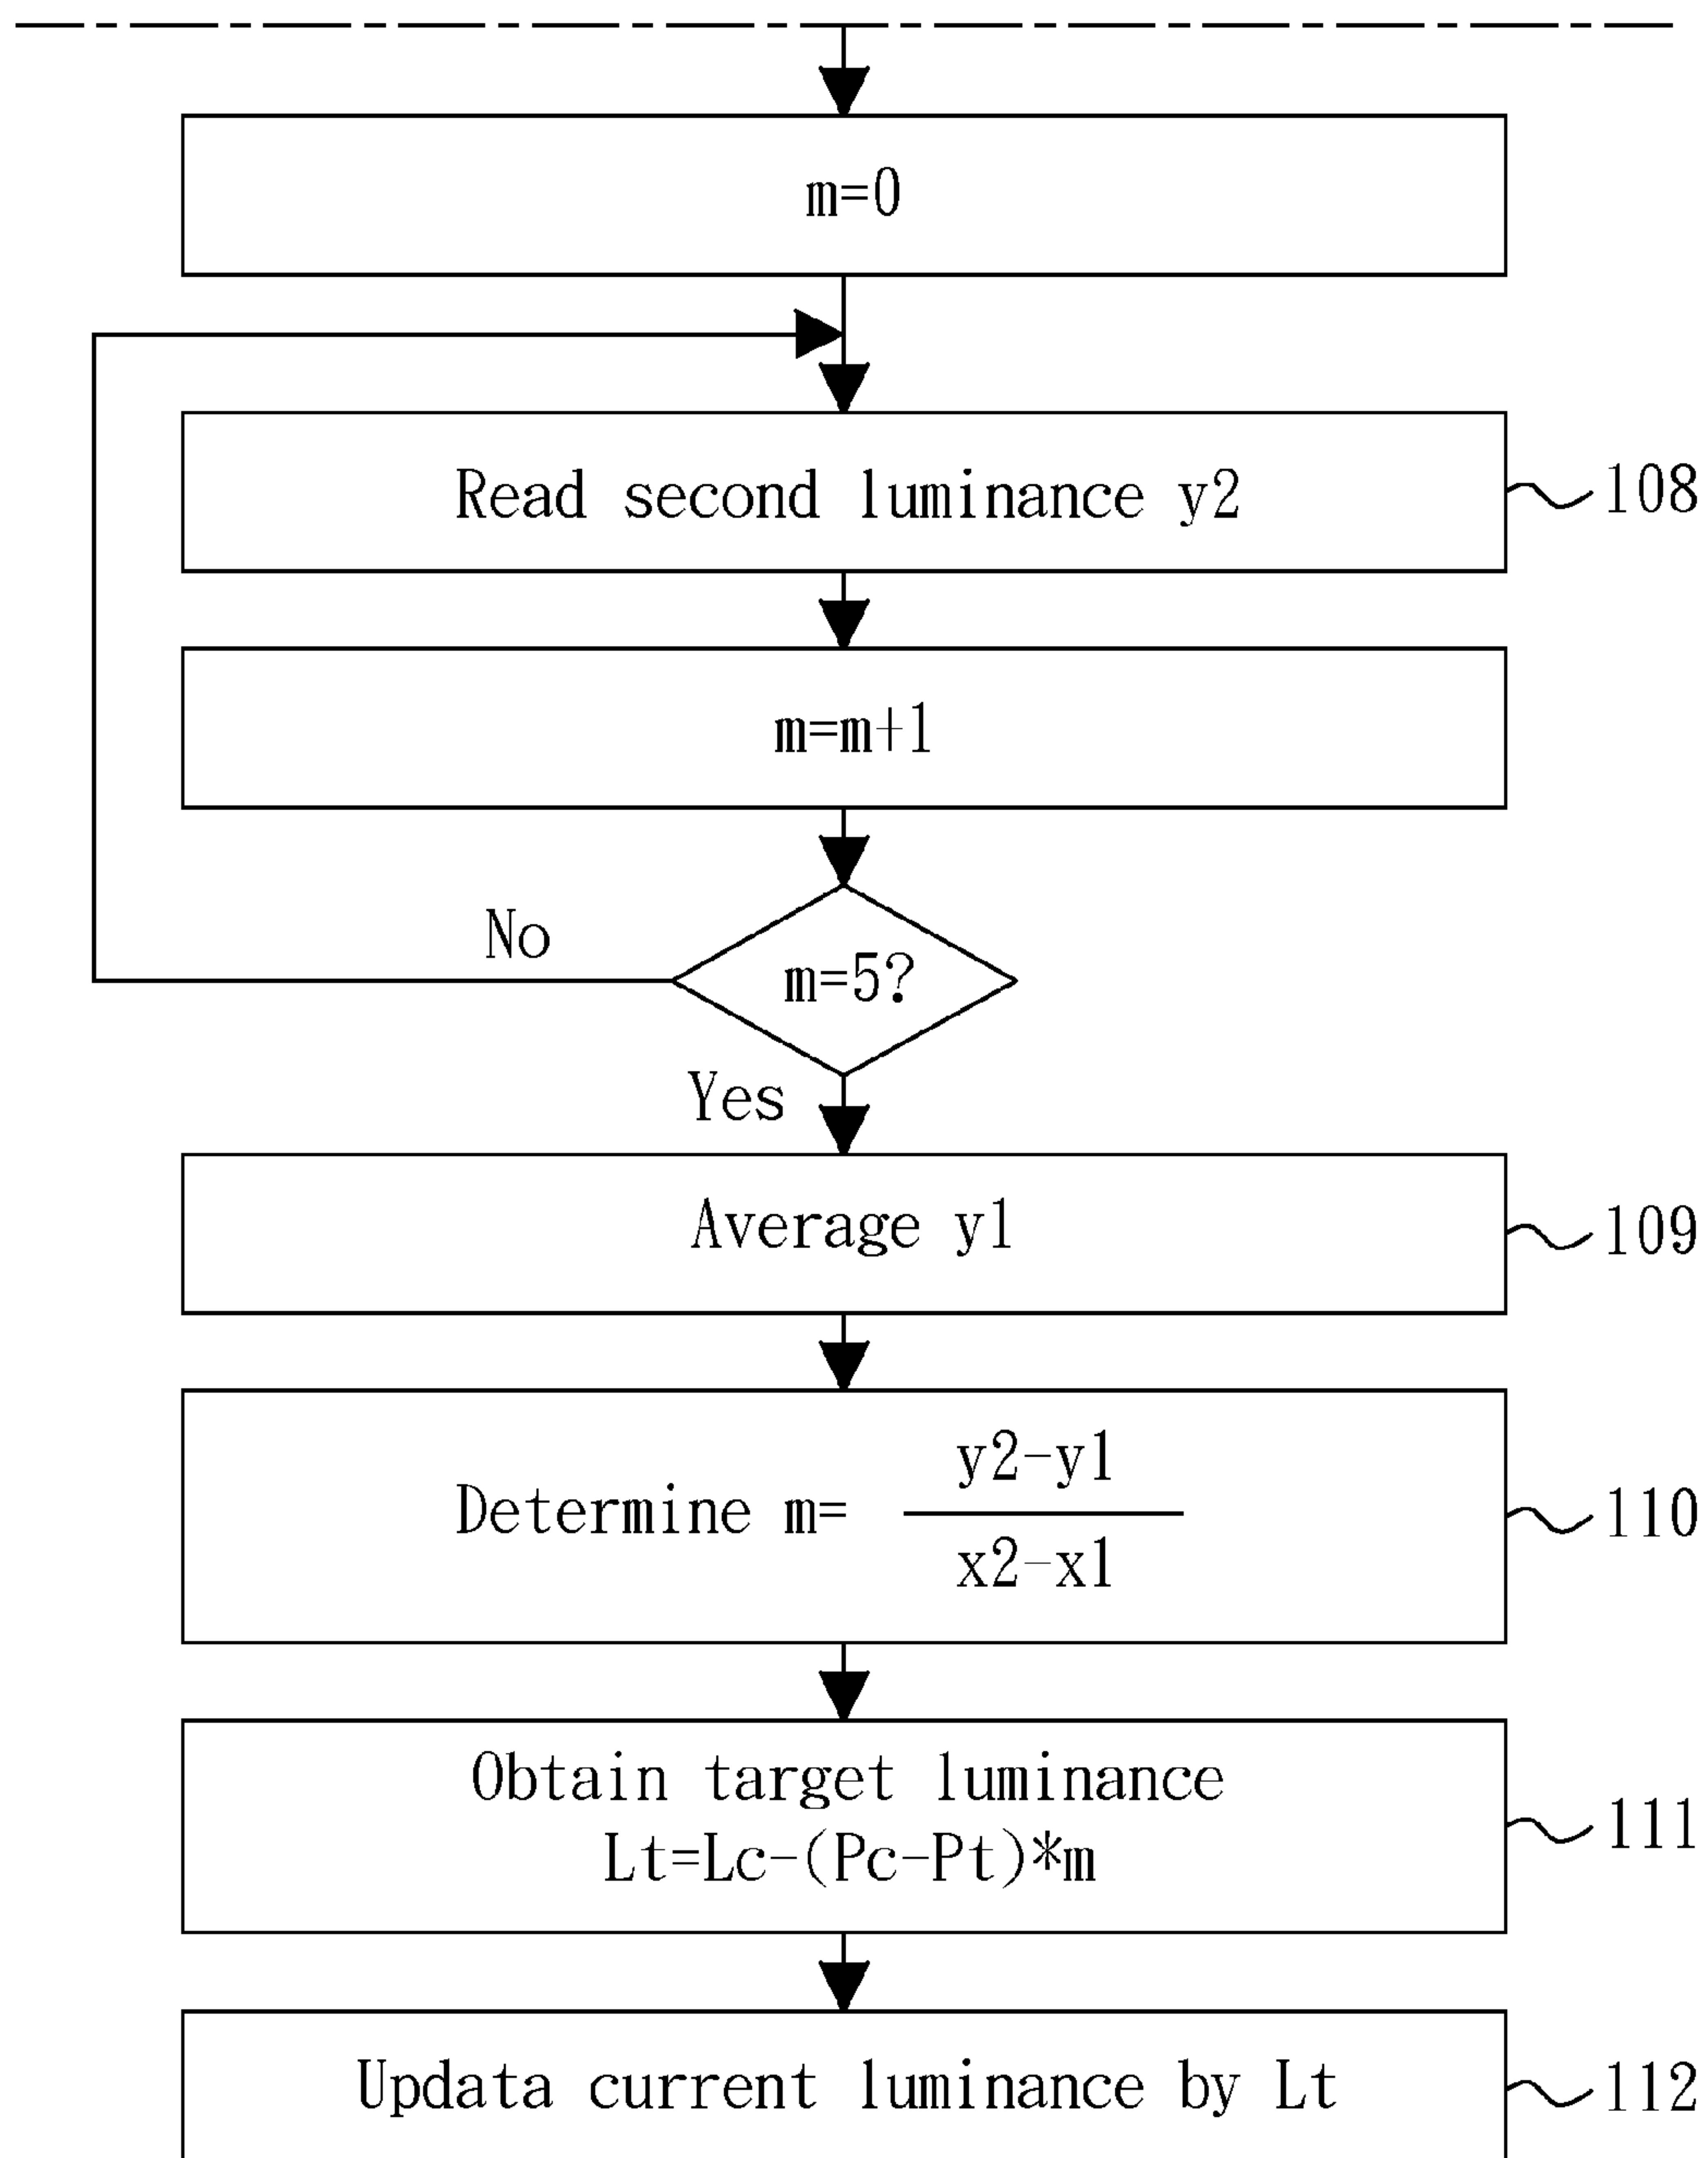 m=0
Read second luminance y2
108
m=m+1
No
m=5?
Yes
Average y1
109
y2-y1
Determine m=
x2-x1
110
Obtain target luminance
Lt=Lc-(Pc-Pt)*m
111
Updata current luminance by Lt
112